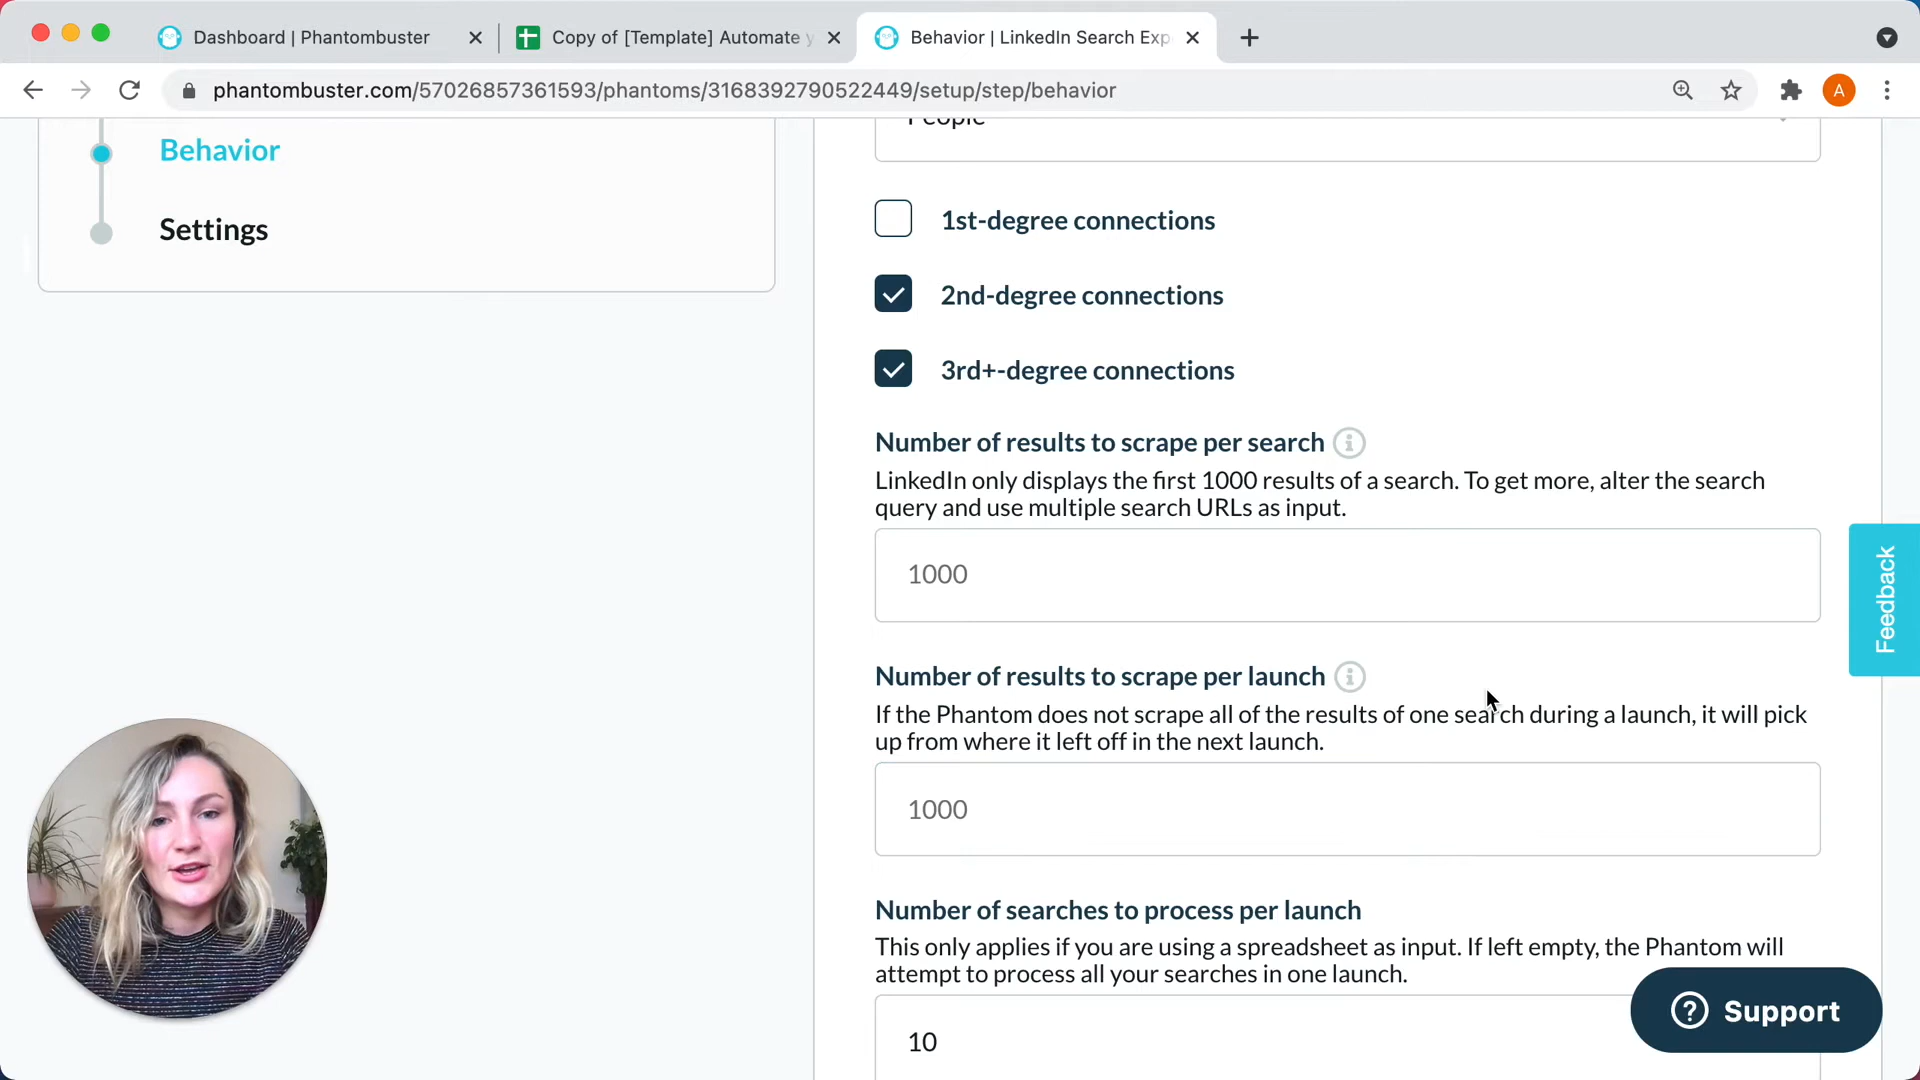 Dashboard | Phantombuster
Copy of [Template] Automate y
Behavior | LinkedIn Search Exp
phantombuster.com/57026857361593/phantoms/3168392790522449/setup/step/behavior
A
People
Behavior
Settings
1st-degree connections
2nd-degree connections
3rd+-degree connections
Number of results to scrape per search
LinkedIn only displays the first 1000 results of a search. To get more, alter the search
query and use multiple search URLs as input.
1000
Feedback
Number of results to scrape per launch
If the Phantom does not scrape all of the results of one search during a launch, it will pick
up from where it left off in the next launch.
1000
Number of searches to process per launch
This only applies if you are using a spreadsheet as input. If left empty, the Phantom will
attempt to process all your searches in one launch.
10
Support